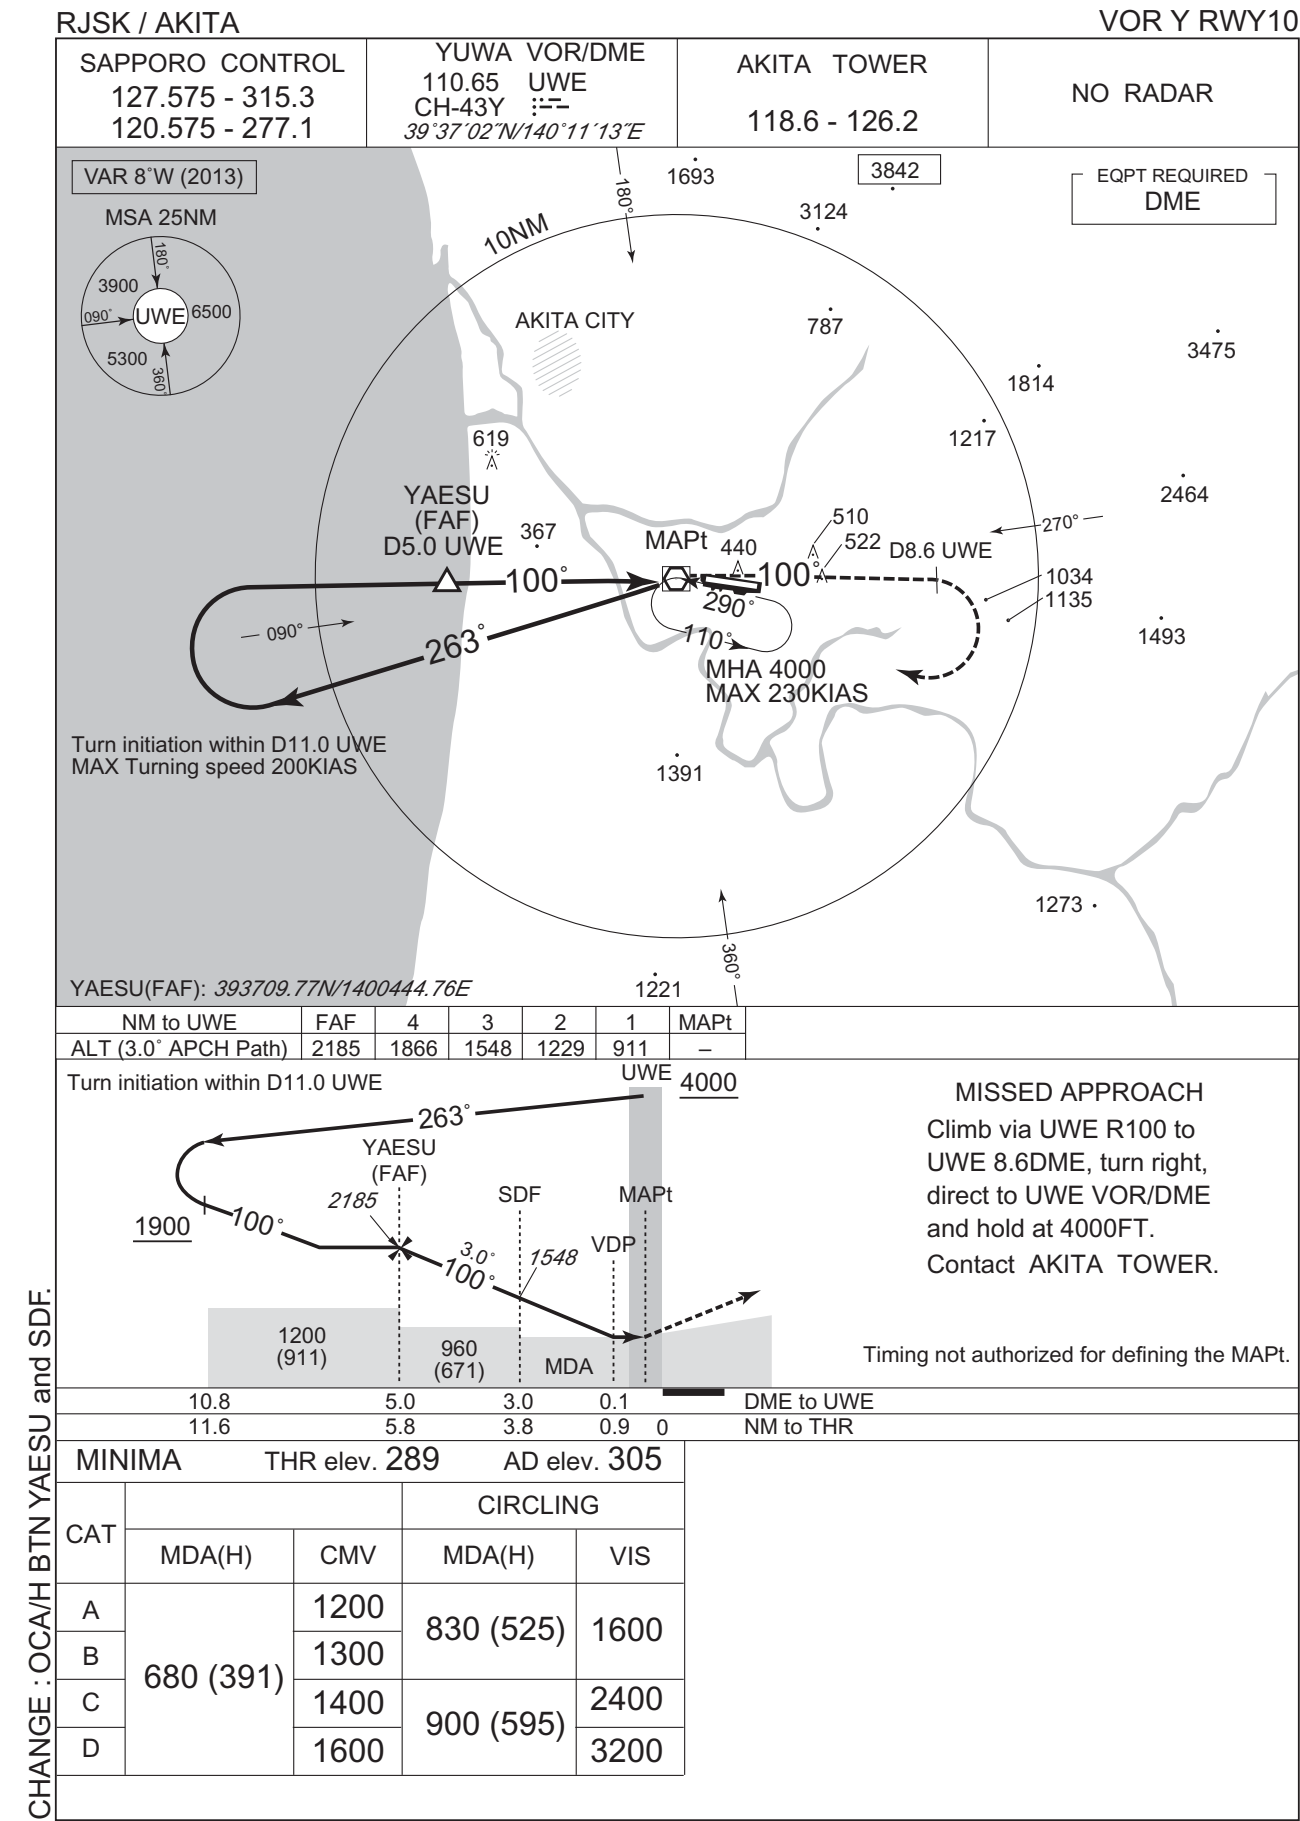 RJSK / AKITA
VOR Y RWY10
SAPPORO CONTROL
127.575 - 315.3
120.575 - 277.1
YUWA VOR/DME
110.65 UWE
CH-43Y
39°37´02˝N/140°11´13˝E
AKITA TOWER
118.6 - 126.2
NO RADAR
VAR 8°W (2013)
MSA 25NM
180°
3900
090°
UWE
6500
5300
360°
180°
1693
3842
EQPT REQUIRED
DME
3124
10NM
AKITA CITY
787
3475
1814
1217
619
2464
YAESU
(FAF)
D5.0 UWE
367
MAPt
440
510
522
D8.6 UWE
270°
100°
100°
1034
1135
290°
090°
263°
110°
1493
MHA 4000
MAX 230KIAS
Turn initiation within D11.0 UWE
MAX Turning speed 200KIAS
1391
1273
360°
YAESU(FAF): 393709.77N/1400444.76E
1221
NM to UWE FAF 4 3 2 1 MAPt
ALT (3.0° APCH Path) 2185 1866 1548 1229 911 –
Turn initiation within D11.0 UWE
UWE
4000
263°
YAESU
(FAF)
2185
SDF
MAPt
1900
100°
VDP
3.0°
100°
1548
1200
(911)
960
(671)
MDA
MISSED APPROACH
Climb via UWE R100 to
UWE 8.6DME, turn right,
direct to UWE VOR/DME
and hold at 4000FT.
Contact AKITA TOWER.
Timing not authorized for defining the MAPt.
10.8 5.0 3.0 0.1 DME to UWE
11.6 5.8 3.8 0.9 0 NM to THR
MINIMA THR elev. 289 AD elev. 305
CAT
CIRCLING
MDA(H) CMV MDA(H) VIS
A 1200
830 (525) 1600
B 1300
680 (391)
C 1400 2400
900 (595)
D 1600 3200
CHANGE : OCA/H BTN YAESU and SDF.